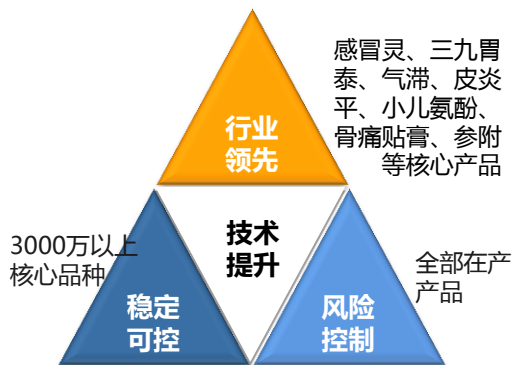 感冒灵、三九胃
泰、气滞、皮炎
平、小儿氨酚、
骨痛贴膏、参附
等核心产品
行业
领先
技术
提升
3000万以上
核心品种
稳定
可控
风险
控制
全部在产
产品